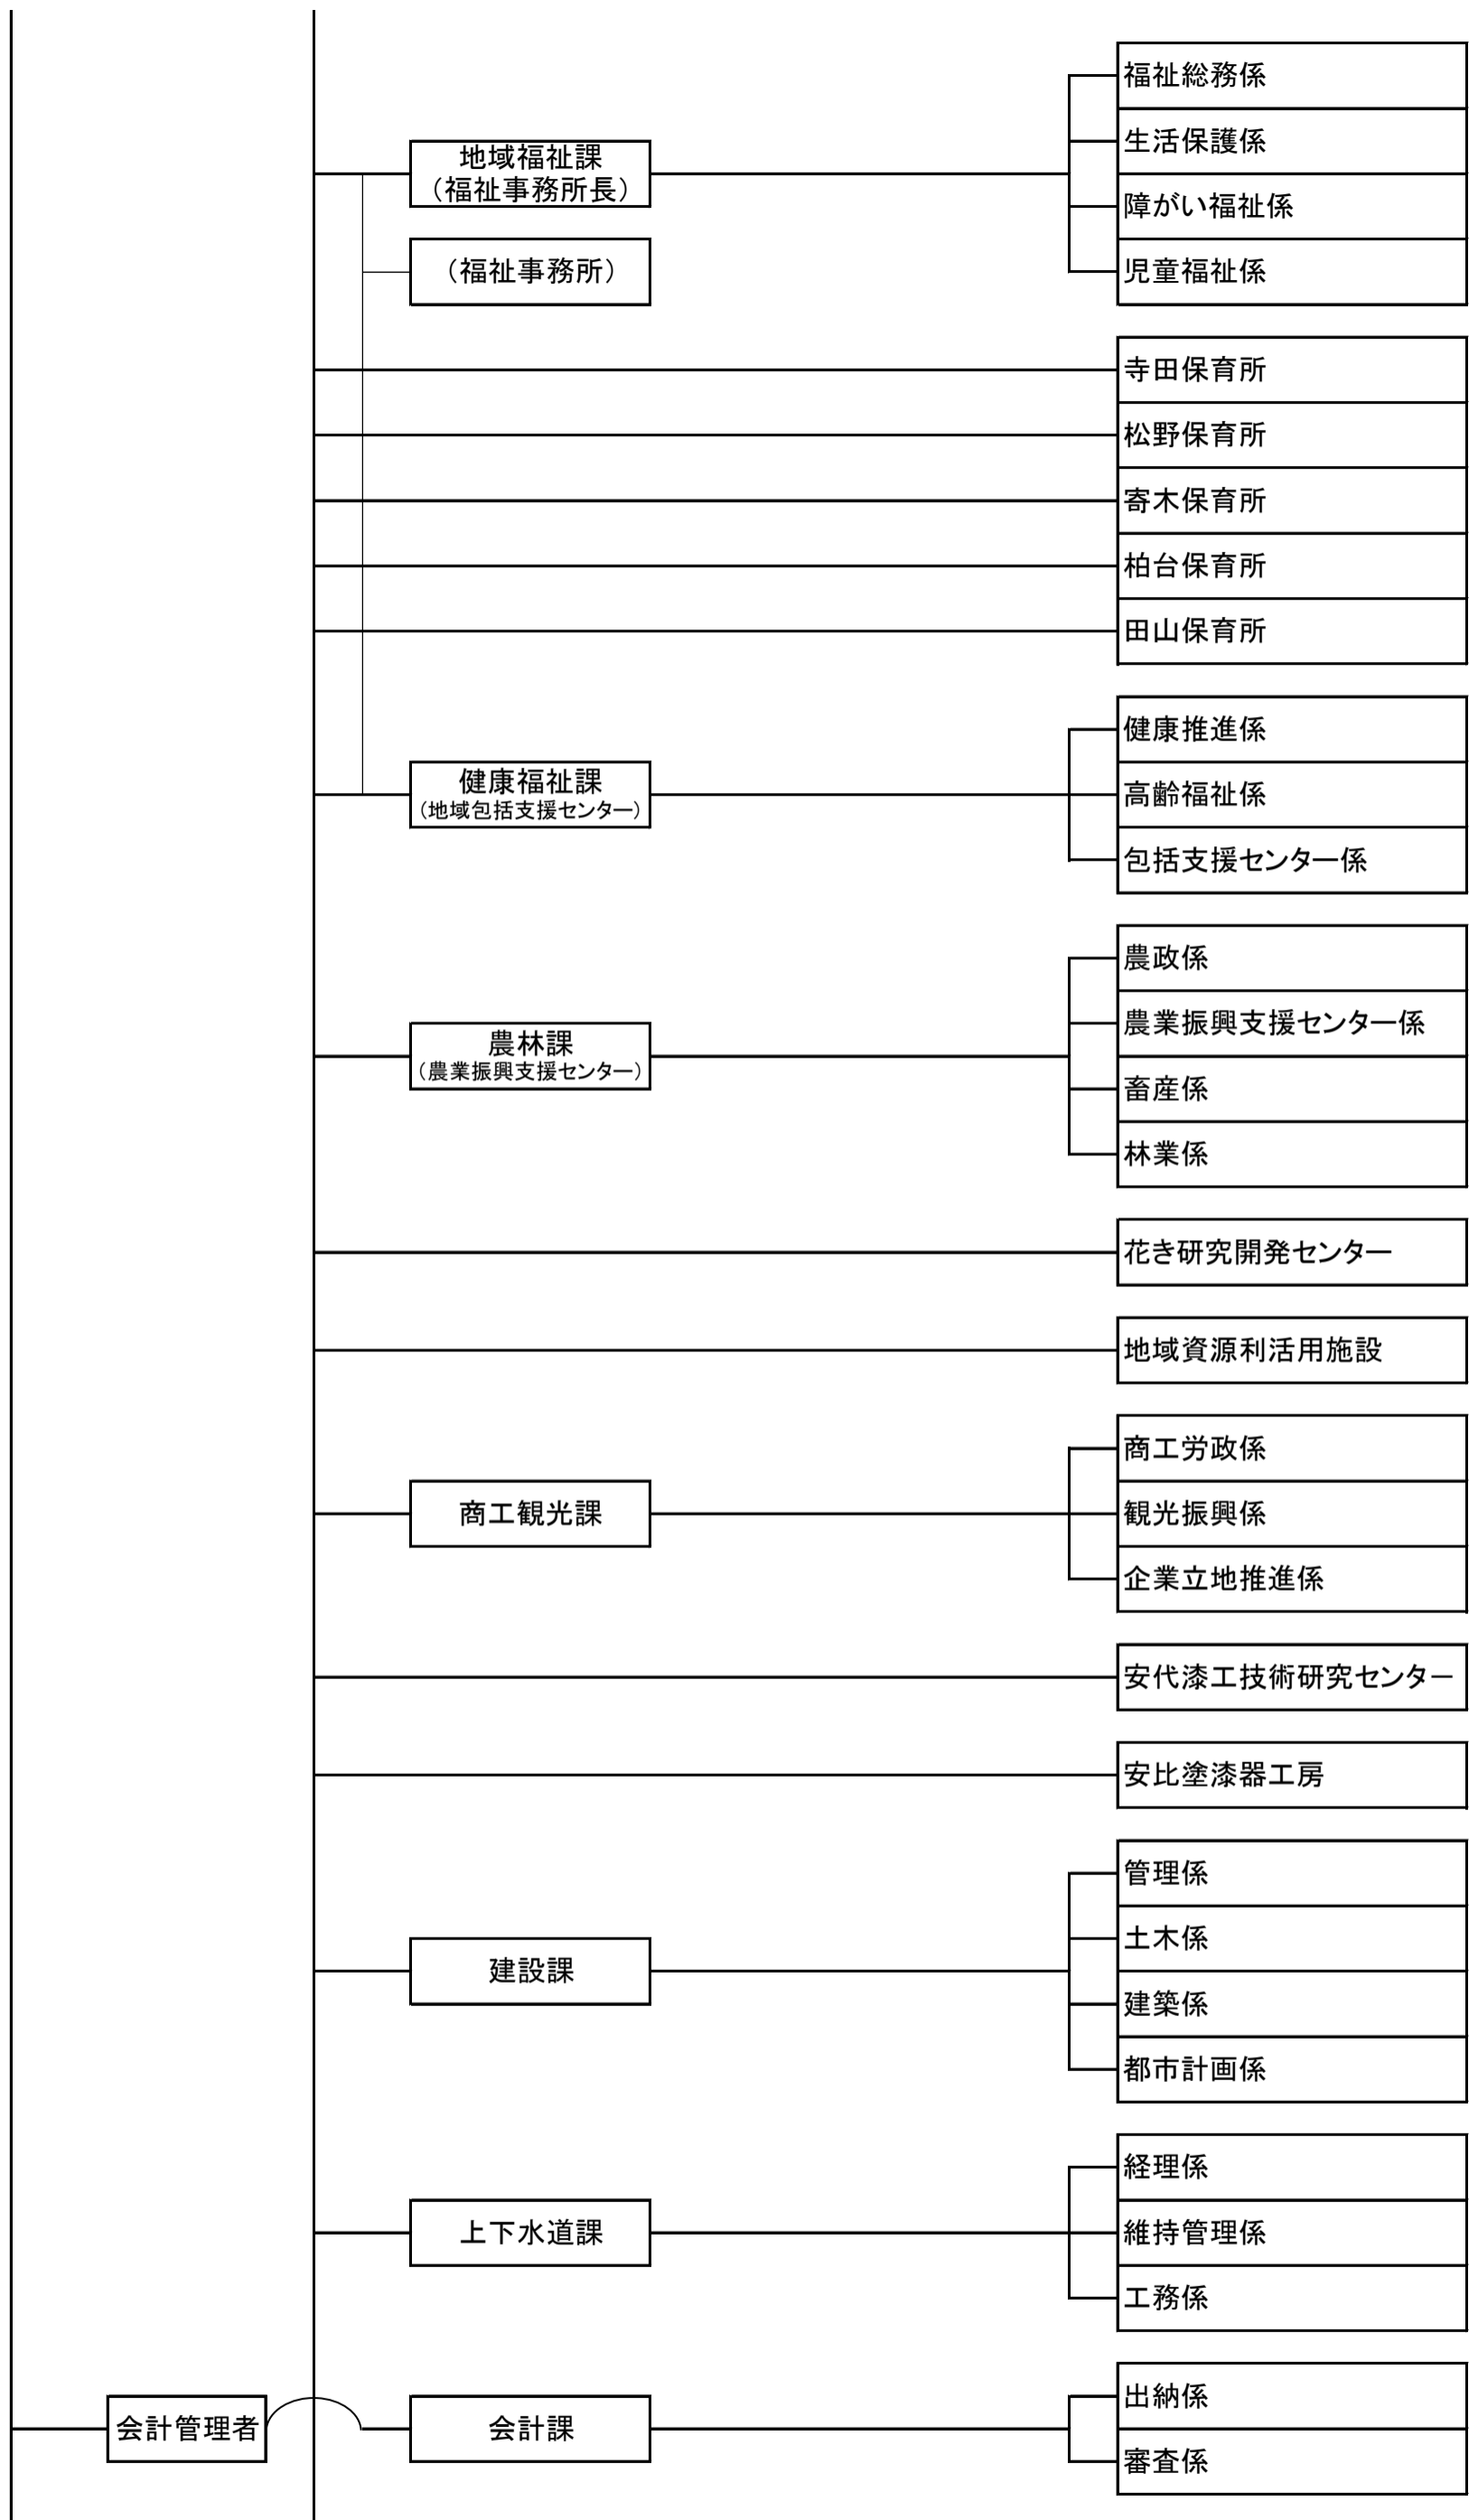 福祉総務係
生活保護係
地域福祉課
（福祉事務所長）
障がい福祉係
（福祉事務所）
児童福祉係
寺田保育所
松野保育所
寄木保育所
柏台保育所
田山保育所
健康推進係
健康福祉課
（地域包括支援センター）
高齢福祉係
包括支援センター係
農政係
農業振興支援センター係
農林課
（農業振興支援センター）
畜産係
林業係
花き研究開発センター
地域資源利活用施設
商工労政係
商工観光課
観光振興係
企業立地推進係
安代漆工技術研究センター
安比塗漆器工房
管理係
土木係
建設課
建築係
都市計画係
経理係
上下水道課
維持管理係
工務係
出納係
会計管理者
会計課
審査係